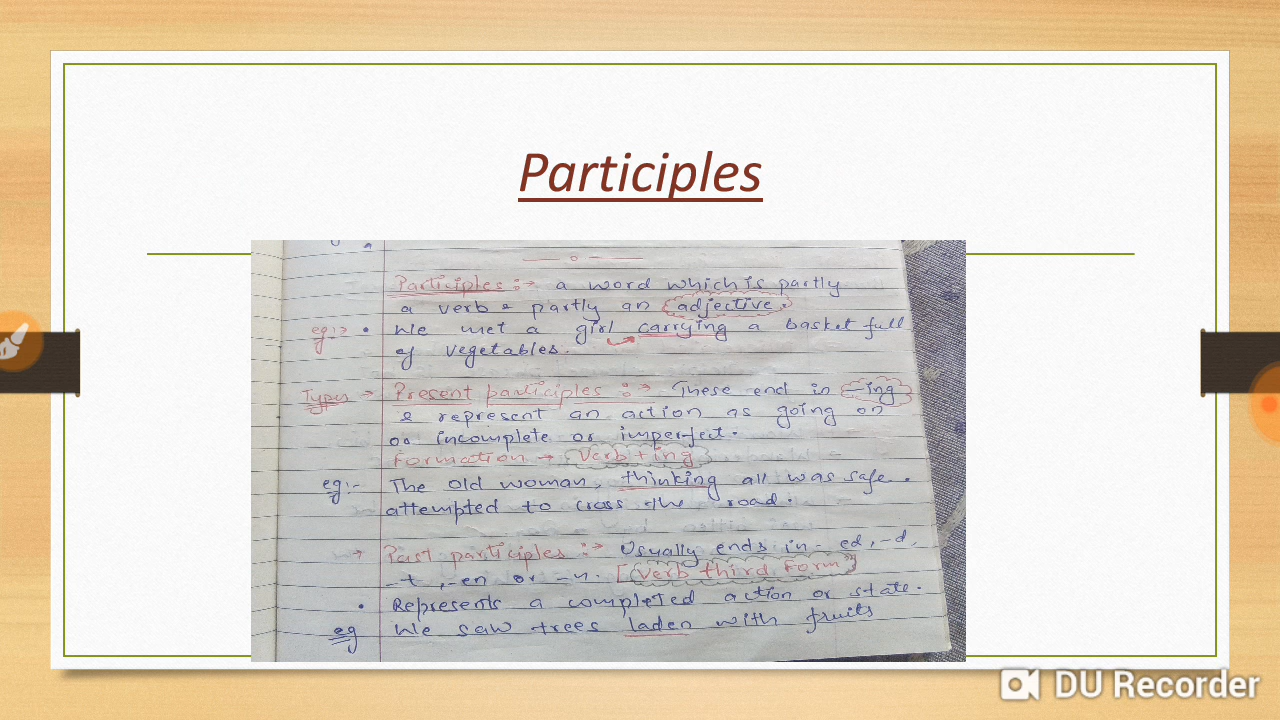 Participles
Participles :→ a word which is partly
a verb & partly an adjective.
eg:→ • We met a girl carrying a basket full
of vegetables.
Types → Present participles :→ These end in -ing
& represent an action as going on
or incomplete or imperfect.
Formation → Verb + ing
eg:- The old woman, thinking all was safe.
attempted to cross the road.
→ Past participles :→ Usually ends in - ed, -d,
-t, -en or -n. [Verb third Form]
• Represents a completed action or state.
eg We saw trees laden with fruits
DU Recorder